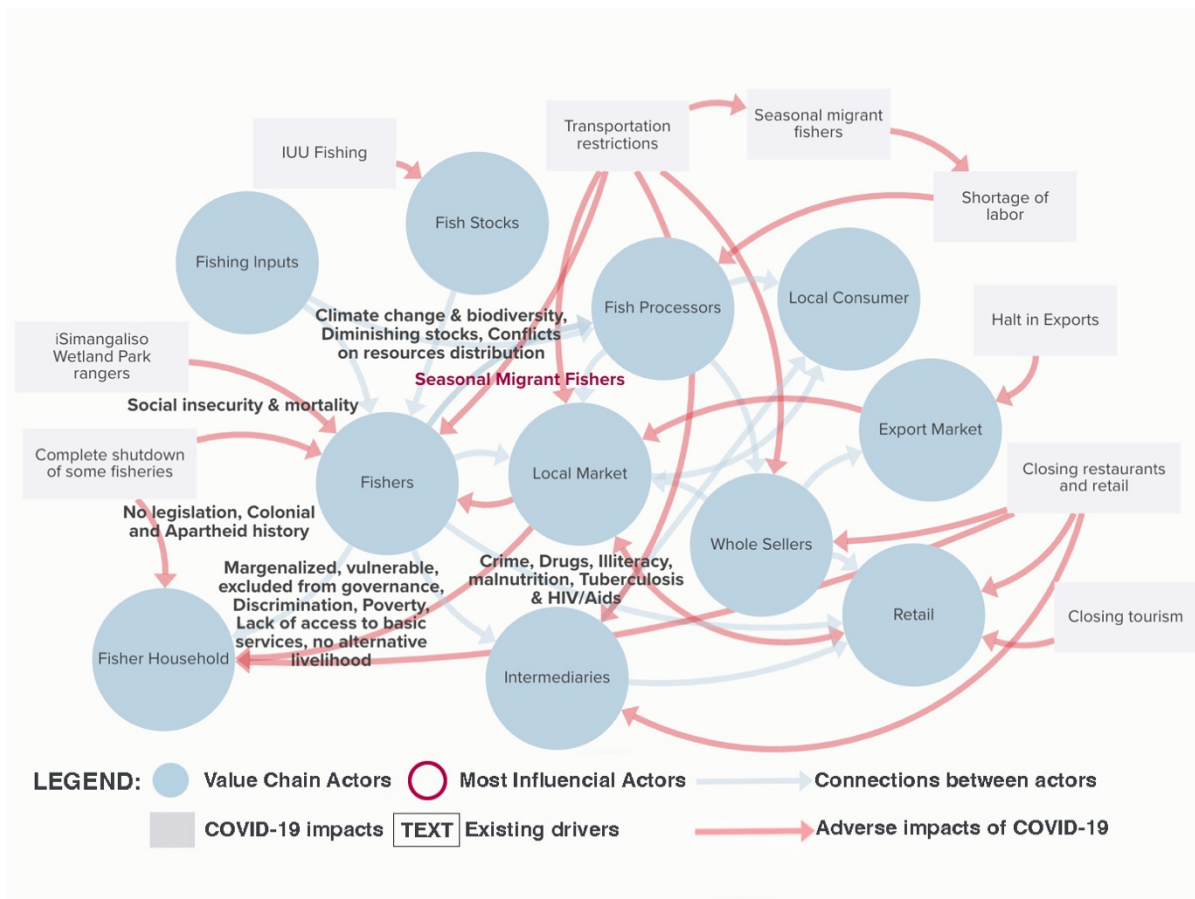 Transportation
restrictions
Seasonal migrant
fishers
IUU Fishing
Shortage of
labor
Fish Stocks
Fishing Inputs
Fish Processors
Local Consumer
Climate change & biodiversity,
Diminishing stocks, Conflicts
on resources distribution
Halt in Exports
iSimangaliso
Wetland Park
rangers
Seasonal Migrant Fishers
Social insecurity & mortality
Export Market
Complete shutdown
of some fisheries
Fishers
Local Market
Closing restaurants
and retail
No legislation, Colonial
and Apartheid history
Whole Sellers
Crime, Drugs, Illiteracy,
malnutrition, Tuberculosis
& HIV/Aids
Margenalized, vulnerable,
excluded from governance,
Discrimination, Poverty,
Lack of access to basic
services, no alternative
livelihood
Retail
Closing tourism
Fisher Household
Intermediaries
LEGEND: Value Chain Actors Most Influencial Actors Connections between actors
COVID-19 impacts TEXT Existing drivers Adverse impacts of COVID-19